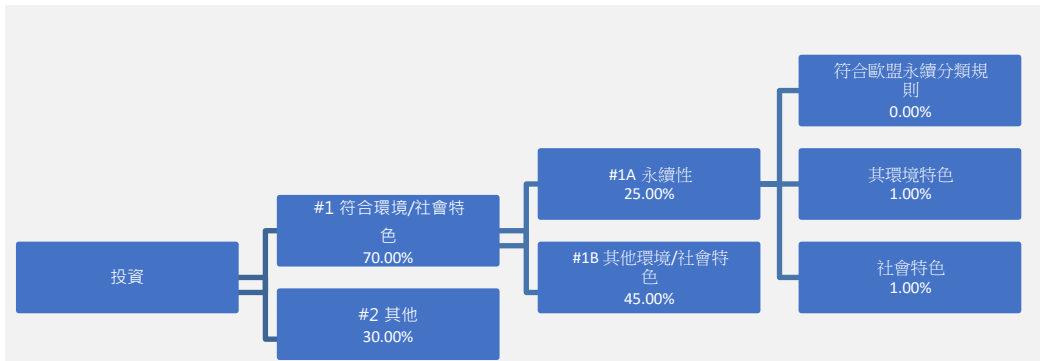 投資
#1 符合環境/社會特
色
70.00%
#2 其他
30.00%
#1A 永續性
25.00%
#1B 其他環境/社會特
色
45.00%
符合歐盟永續分類規
則
0.00%
其環境特色
1.00%
社會特色
1.00%